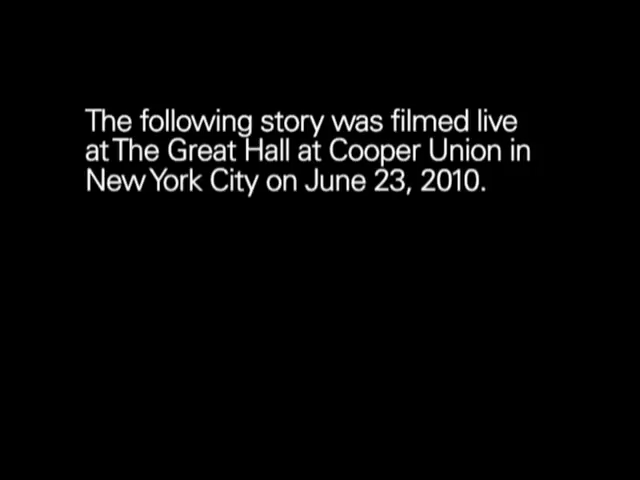 The following story was filmed live
at The Great Hall at Cooper Union in
New York City on June 23, 2010.